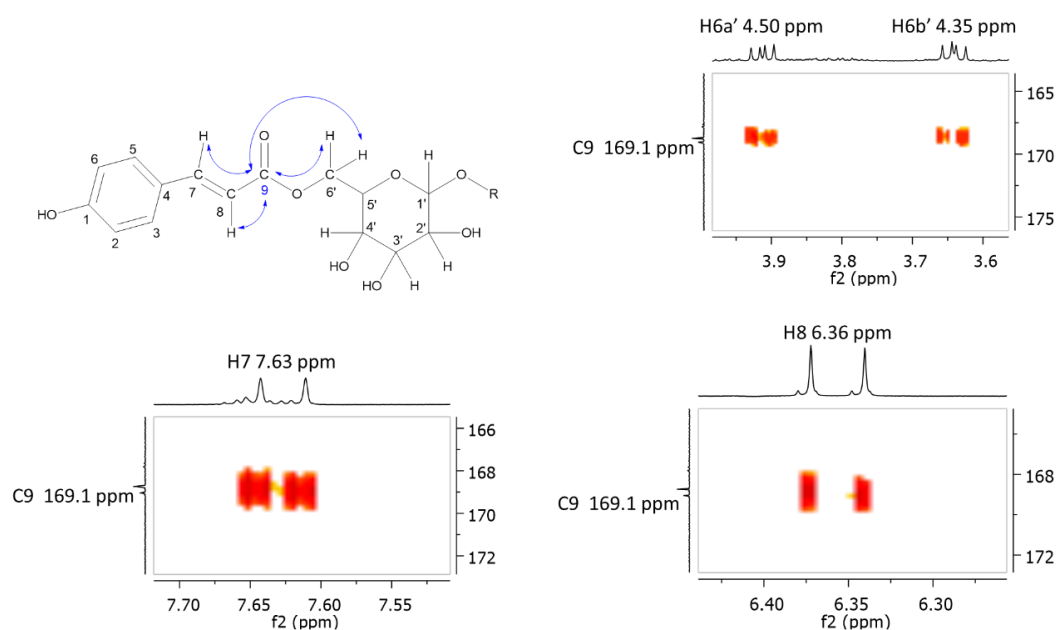 H6a′ 4.50 ppm H6b′ 4.35 ppm
165
C9 169.1 ppm
170
175
3.9 3.8 3.7 3.6
f2 (ppm)
H H H H
O
5
6
7
4
8
9
O
6'
5'
O
1'
O
R
HO
1
2
3
H
H
4'
3'
2'
OH
HO
HO
H
H
H7 7.63 ppm
166
168
C9 169.1 ppm
170
172
7.70 7.65 7.60 7.55
f2 (ppm)
H8 6.36 ppm
168
C9 169.1 ppm
172
6.40 6.35 6.30
f2 (ppm)